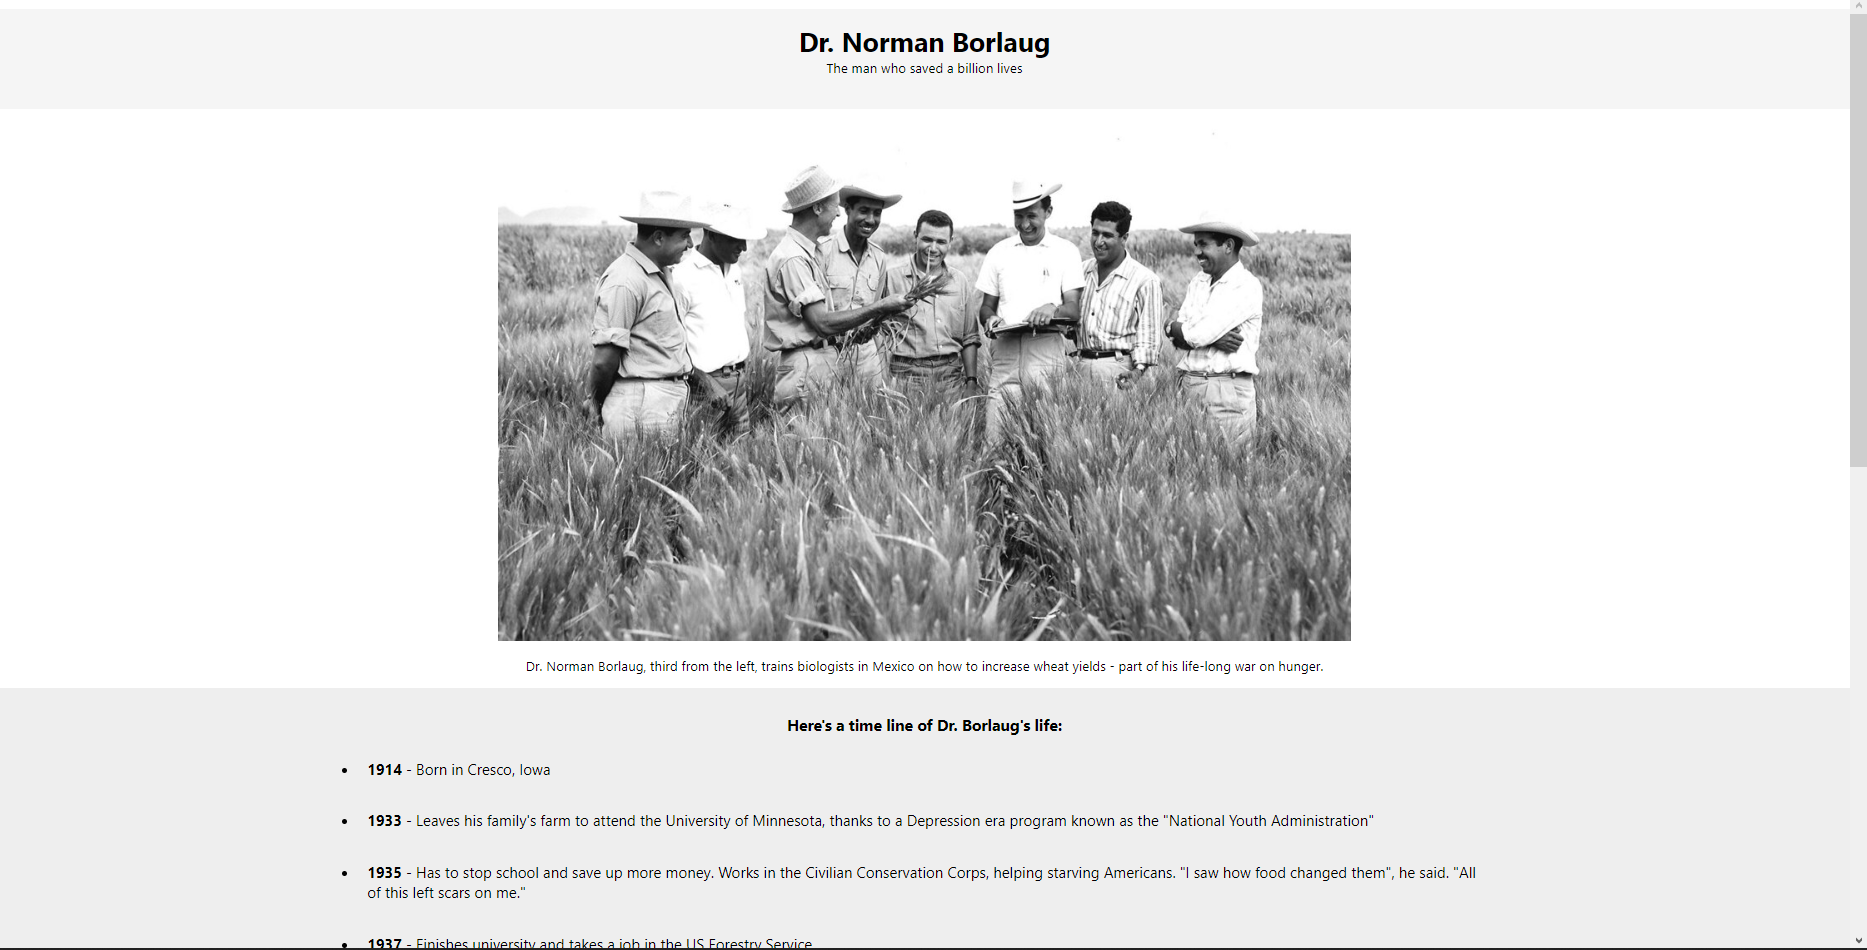 Dr. Norman Borlaug
The man who saved a billion lives
Dr. Norman Borlaug, third from the left, trains biologists in Mexico on how to increase wheat yields - part of his life-long war on hunger.
Here's a time line of Dr. Borlaug's life:
1914 - Born in Cresco, Iowa
1933 - Leaves his family's farm to attend the University of Minnesota, thanks to a Depression era program known as the "National Youth Administration"
1935 - Has to stop school and save up more money. Works in the Civilian Conservation Corps, helping starving Americans. "I saw how food changed them", he said. "All
of this left scars on me."
1937 - Finishes university and takes a job in the US Forestry Service